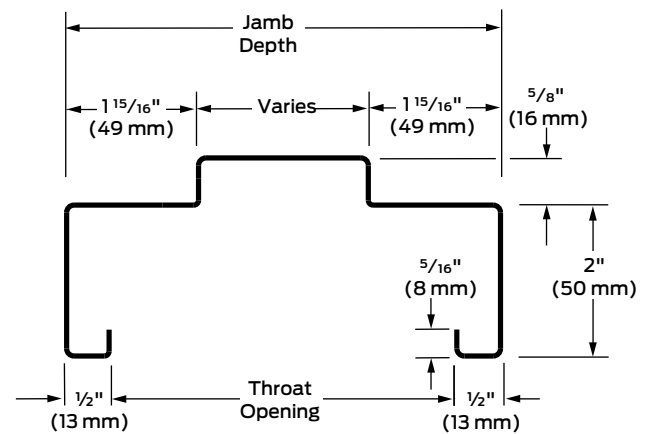 Jamb
Depth
1 15/16"
(49 mm)
Varies
1 15/16"
(49 mm)
5/8"
(16 mm)
5/16"
(8 mm)
2"
(50 mm)
1/2"
(13 mm)
Throat
Opening
1/2"
(13 mm)